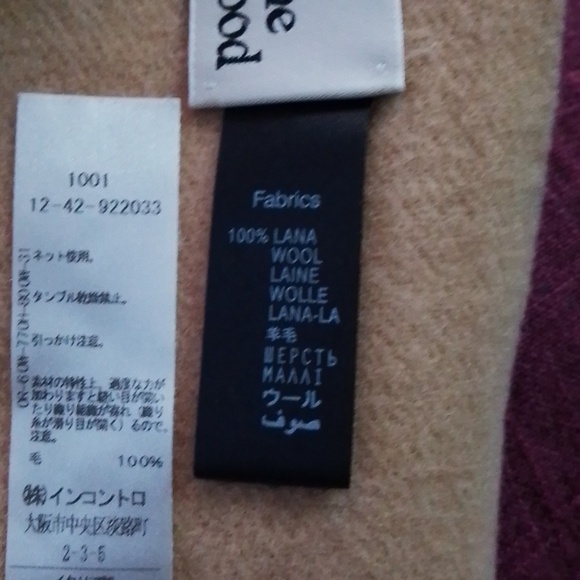 ne
ood
1001
12-42-922033
ネット使用。
タンブル乾燥禁止。
引っかけ注意。
素材の特性上、過度な力が
加わりますと縫い目が開い
たり織り組織が乱れ（織り
糸が滑り目が開く）るので、
注意。
毛 100%
(株)インコントロ
大阪市中央区淡路町
2-3-5
Fabrics
100% LANA
WOOL
LAINE
WOLLE
LANA-LA
羊毛
ШЕРСТЬ
ΜΑΛΛΙ
ウール
صوف